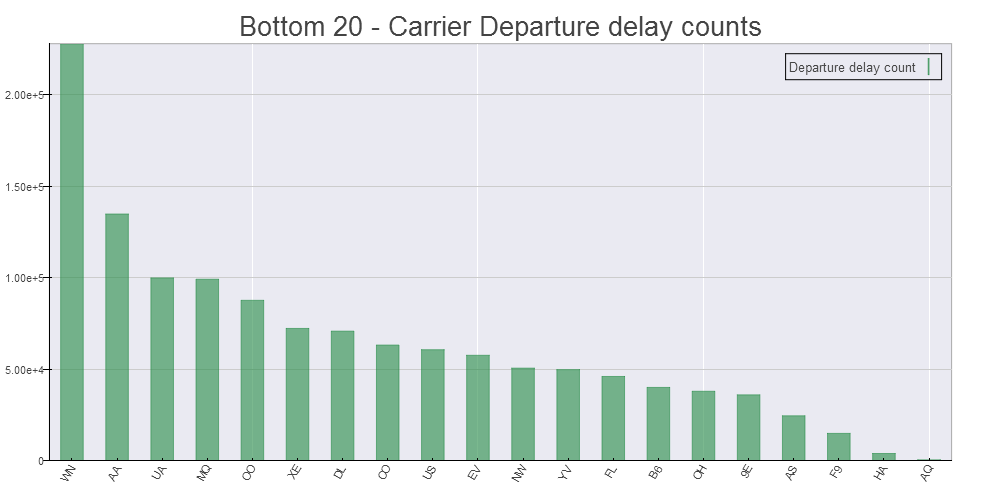 Bottom 20 - Carrier Departure delay counts
Departure delay count
2.00e+5
1.50e+5
1.00e+5
5.00e+4
0
WN AA UA MQ OO XE DL CO US EV NW YV FL B6 OH 9E AS F9 HA AQ